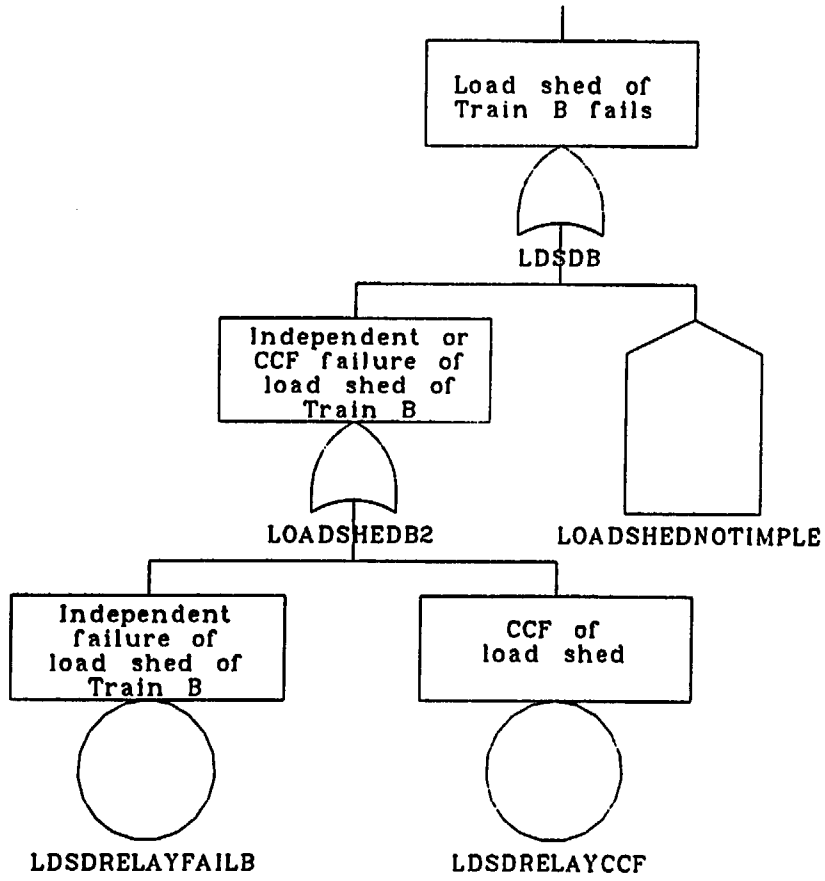 Load shed of
Train B fails
LDSDB
Independent or
CCF failure of
load shed of
Train B
LOADSHEDB2
LOADSHEDNOTIMPLE
Independent
failure of
load shed of
Train B
CCF of
load shed
LDSDRELAYFAILB
LDSDRELAYCCF